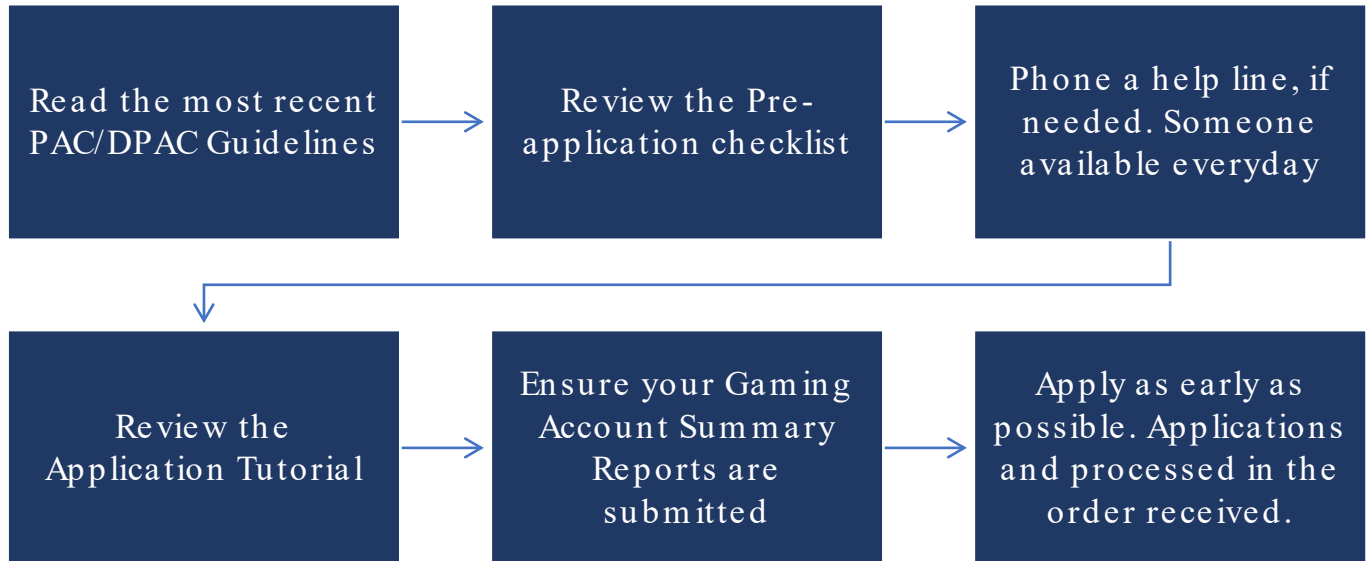 Read the most recent
PAC/DPAC Guidelines
Review the Pre-
application checklist
Phone a help line, if
needed. Someone
available everyday
Review the
Application Tutorial
Ensure your Gaming
Account Summary
Reports are
submitted
Apply as early as
possible. Applications
and processed in the
order received.